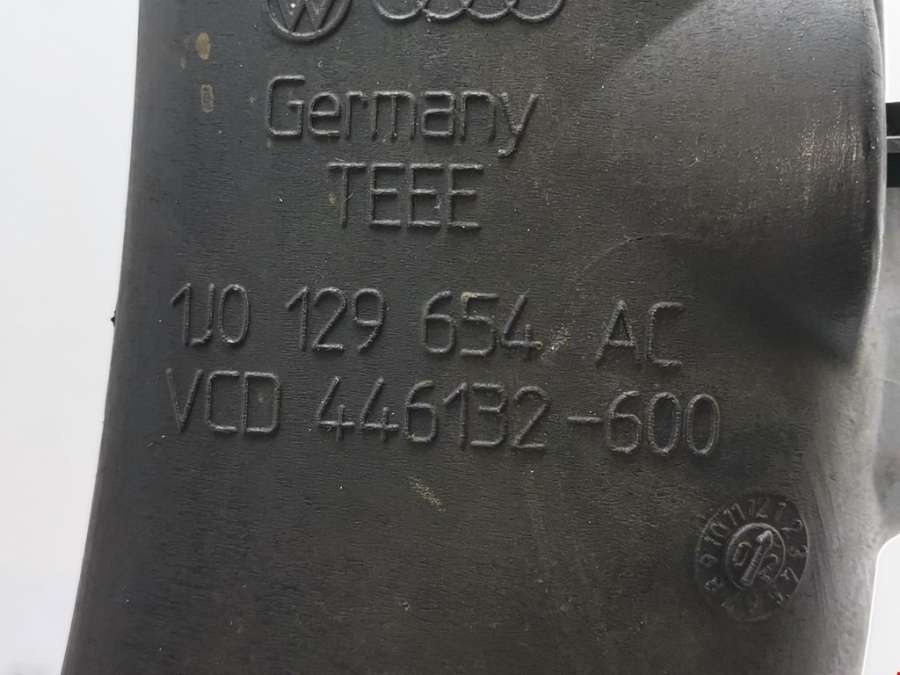 Germany
TEEE
1J0 129 654 AC
VCD 446132-600